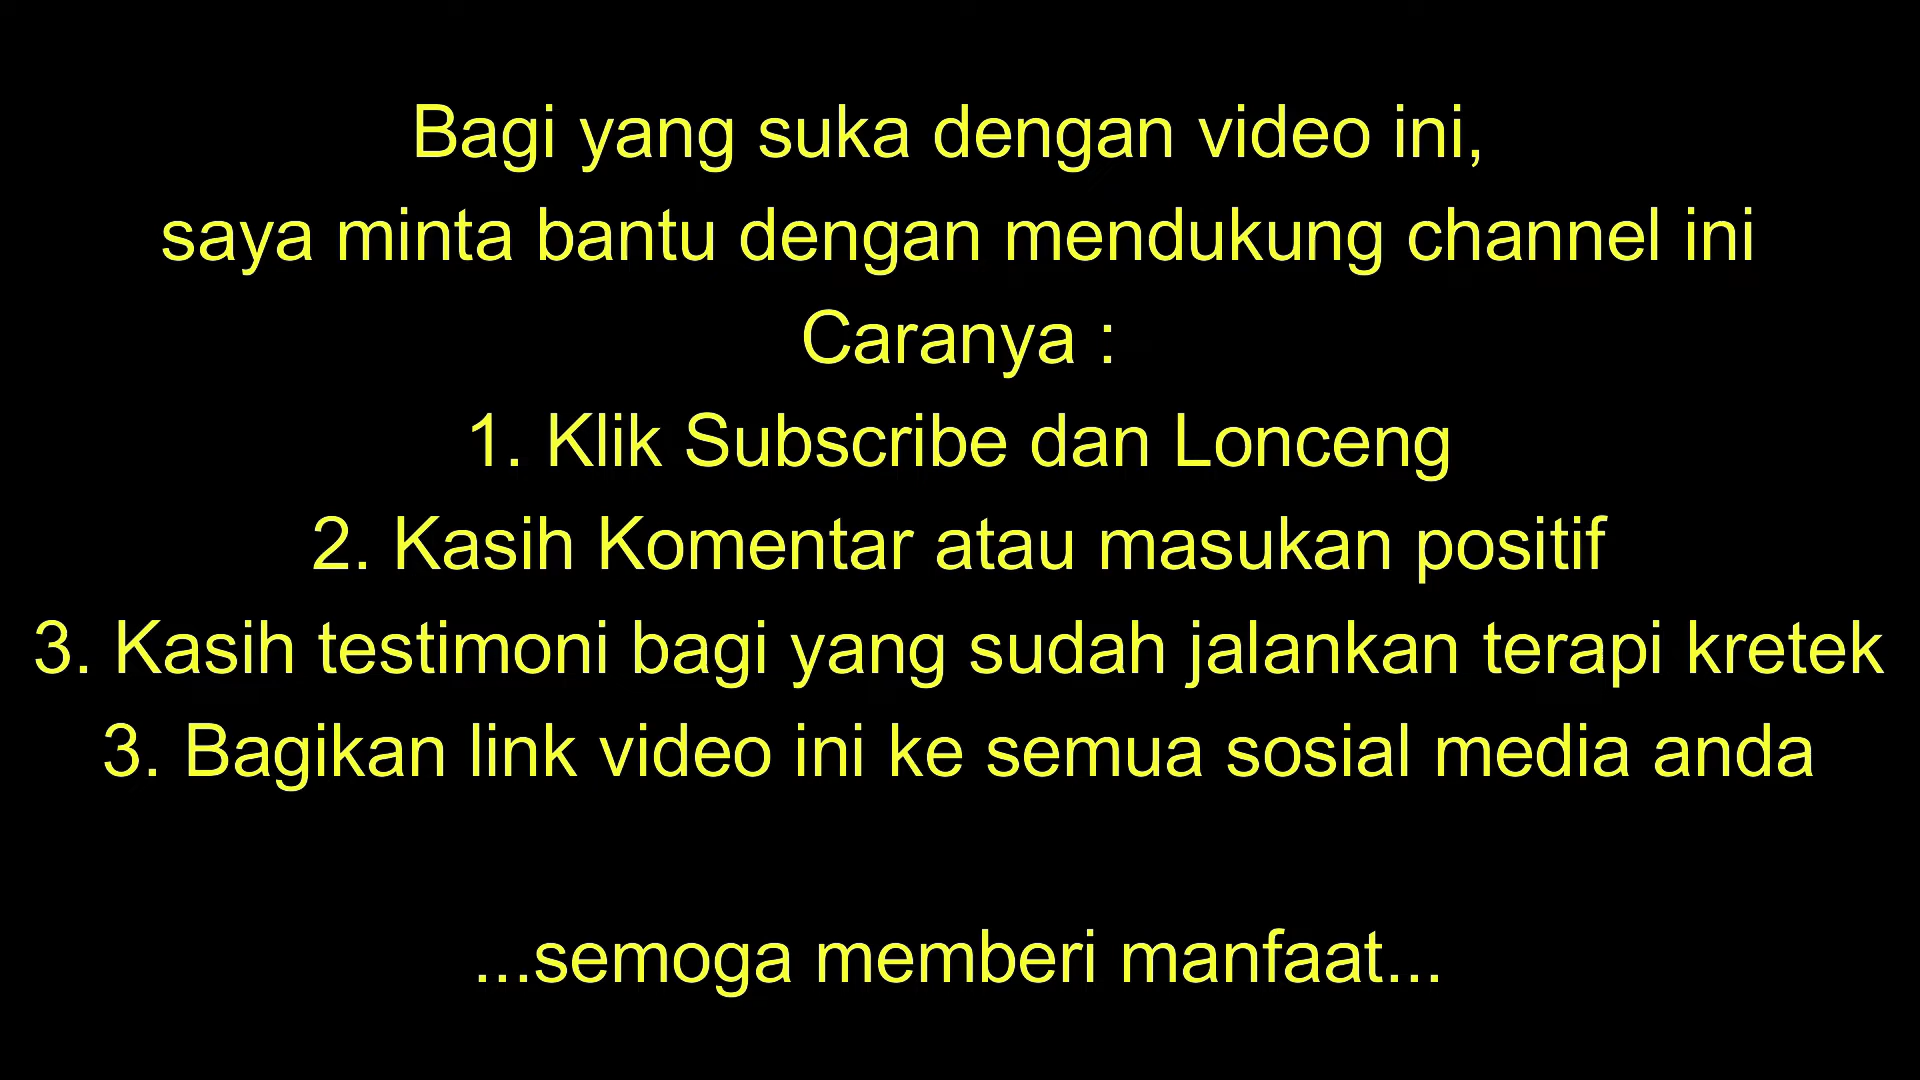 Bagi yang suka dengan video ini,
saya minta bantu dengan mendukung channel ini
Caranya :
1. Klik Subscribe dan Lonceng
2. Kasih Komentar atau masukan positif
3. Kasih testimoni bagi yang sudah jalankan terapi kretek
3. Bagikan link video ini ke semua sosial media anda
...semoga memberi manfaat...